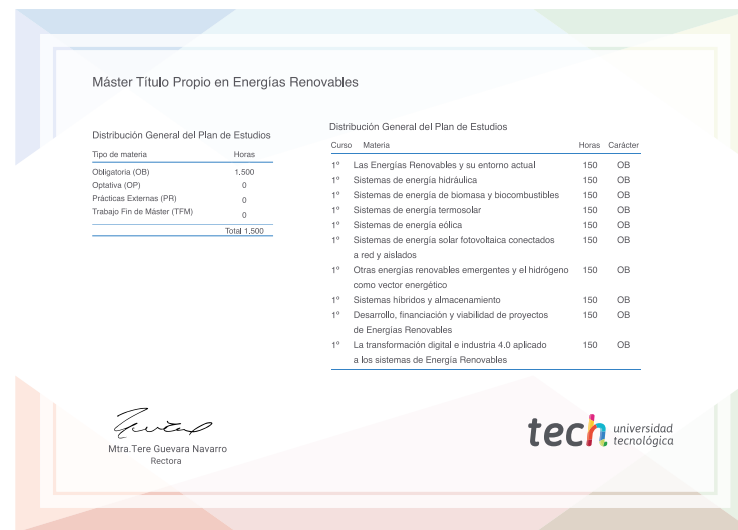 Máster Título Propio en Energías Renovables
Distribución General del Plan de Estudios
Tipo de materia Horas
Obligatoria (OB) 1.500
Optativa (OP) 0
Prácticas Externas (PR) 0
Trabajo Fin de Máster (TFM) 0
Total 1.500
Distribución General del Plan de Estudios
Curso Materia Horas Carácter
1º Las Energías Renovables y su entorno actual 150 OB
1º Sistemas de energía hidráulica 150 OB
1º Sistemas de energía de biomasa y biocombustibles 150 OB
1º Sistemas de energía termosolar 150 OB
1º Sistemas de energía eólica 150 OB
1º Sistemas de energía solar fotovoltaica conectados 150 OB
a red y aislados
1º Otras energías renovables emergentes y el hidrógeno 150 OB
como vector energético
1º Sistemas híbridos y almacenamiento 150 OB
1º Desarrollo, financiación y viabilidad de proyectos 150 OB
de Energías Renovables
1º La transformación digital e industria 4.0 aplicado 150 OB
a los sistemas de Energía Renovables
Mtra.Tere Guevara Navarro
Rectora
tech universidad
tecnológica